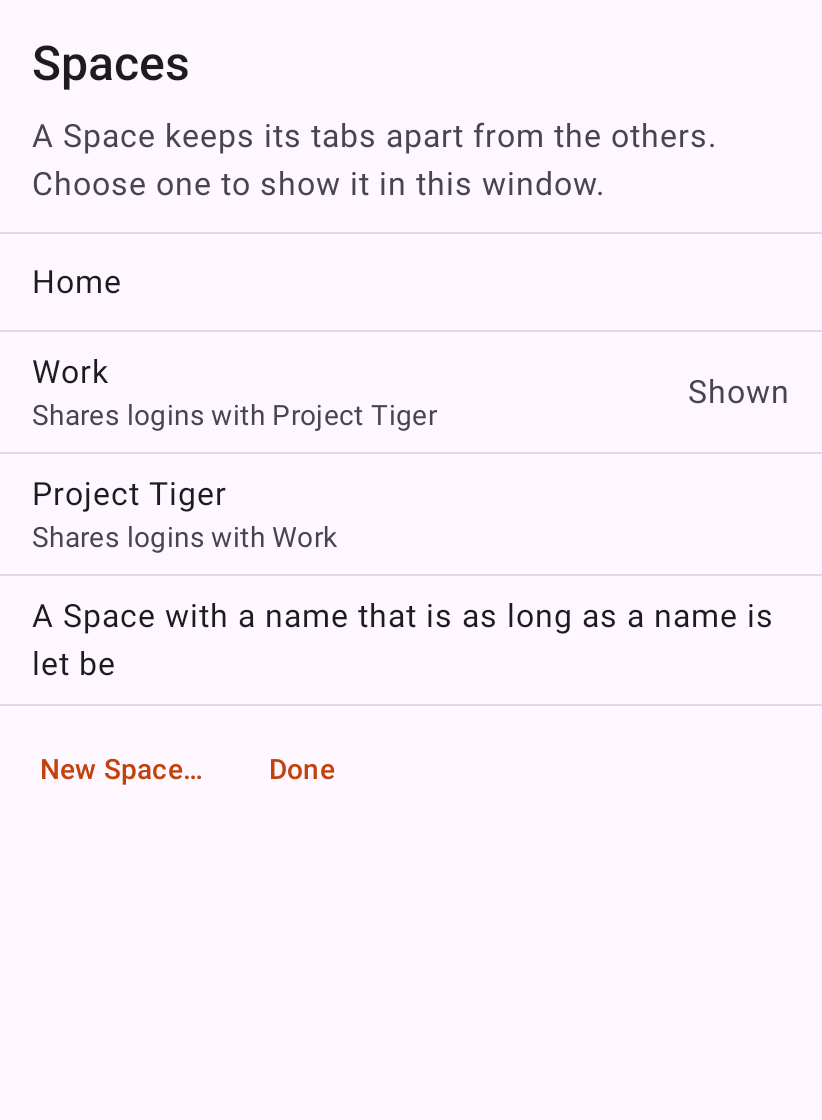 Spaces
A Space keeps its tabs apart from the others.
Choose one to show it in this window.
Home
Work
Shares logins with Project Tiger
Shown
Project Tiger
Shares logins with Work
A Space with a name that is as long as a name is
let be
New Space…
Done